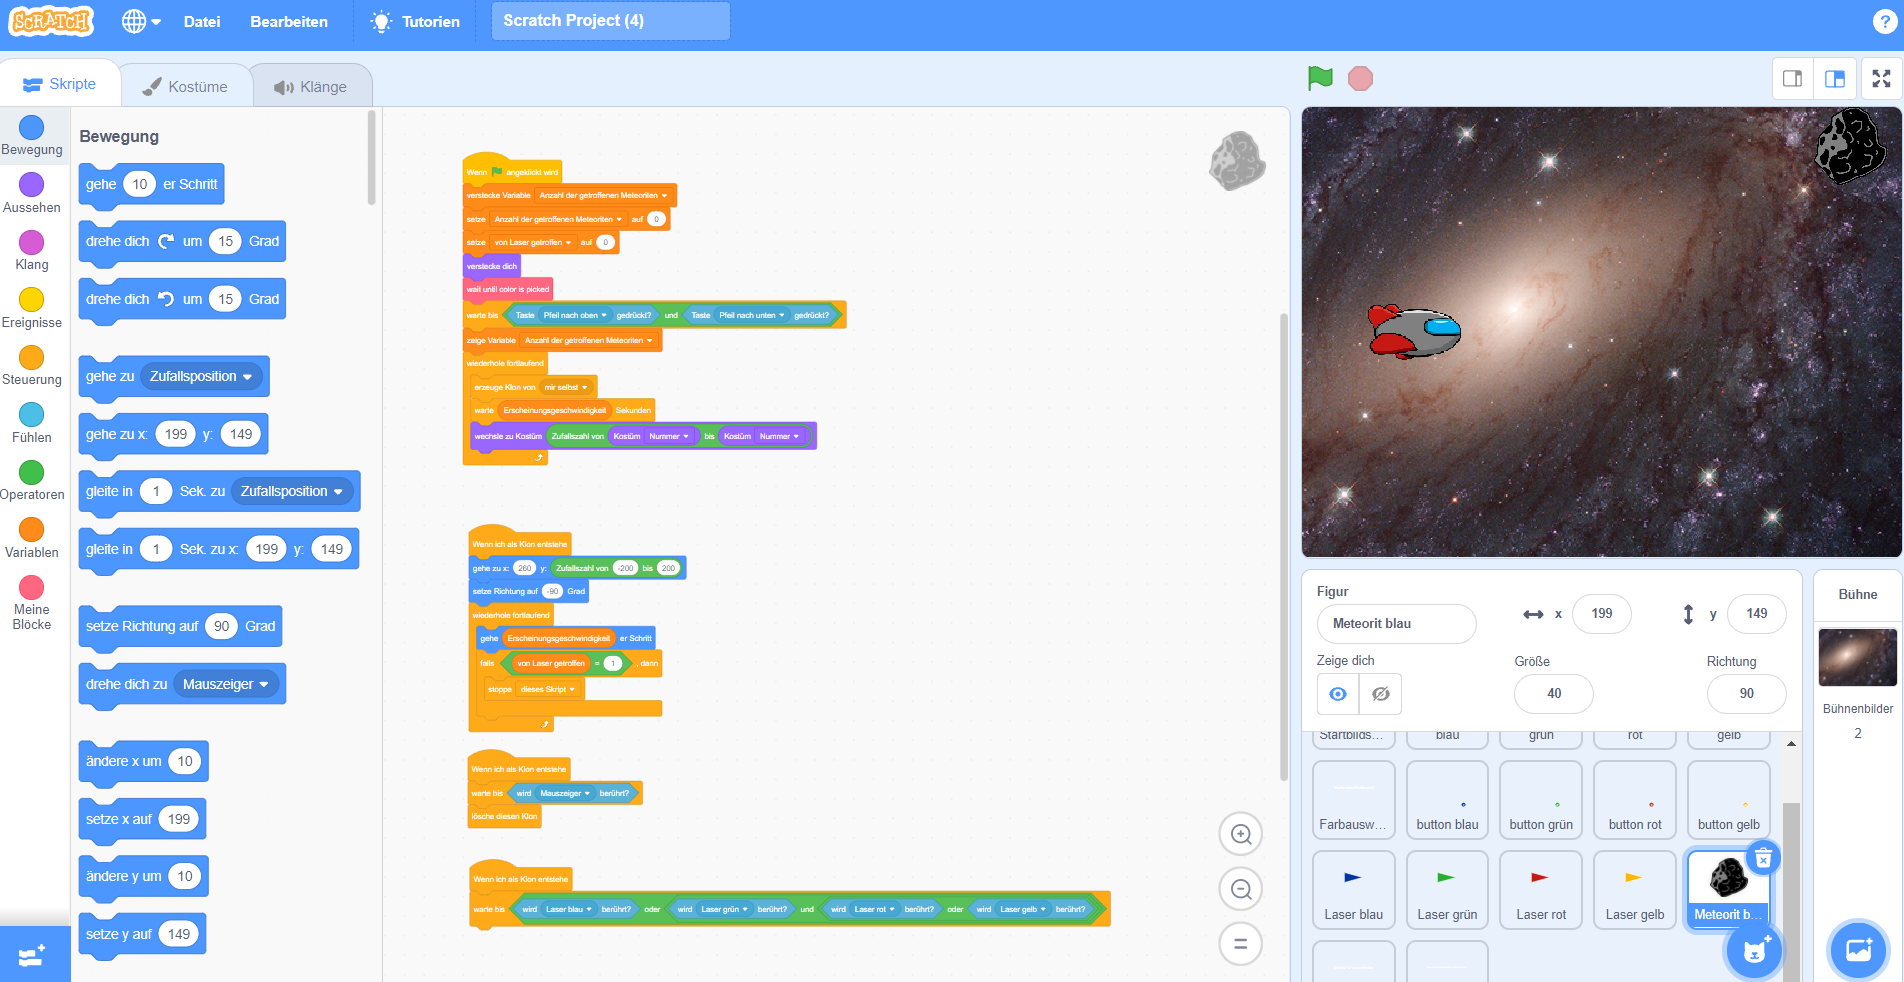 SCRATCH
Datei
Bearbeiten
Tutorien
Scratch Project (4)
?
Skripte
Kostüme
Klänge
Bewegung
Aussehen
Klang
Ereignisse
Steuerung
Fühlen
Operatoren
Variablen
Meine
Blöcke
Bewegung
gehe 10 er Schritt
drehe dich um 15 Grad
drehe dich um 15 Grad
gehe zu Zufallsposition
gehe zu x: 199 y: 149
gleite in 1 Sek. zu Zufallsposition
gleite in 1 Sek. zu x: 199 y: 149
setze Richtung auf 90 Grad
drehe dich zu Mauszeiger
ändere x um 10
setze x auf 199
ändere y um 10
setze y auf 149
Wenn angeklickt wird
verstecke Variable Anzahl der getroffenen Meteoriten
setze Anzahl der getroffenen Meteoriten auf 0
setze von Laser getroffen auf 0
verstecke dich
wait until color is picked
warte bis Taste Pfeil nach oben gedrückt? und Taste Pfeil nach unten gedrückt?
zeige Variable Anzahl der getroffenen Meteoriten
wiederhole fortlaufend
erzeuge Klon von mir selbst
warte Erscheinungsgeschwindigkeit Sekunden
wechsle zu Kostüm Zufallszahl von Kostüm Nummer bis Kostüm Nummer
Wenn ich als Klon entstehe
gehe zu x: 260 y: Zufallszahl von -200 bis 200
setze Richtung auf -90 Grad
wiederhole fortlaufend
gehe Erscheinungsgeschwindigkeit er Schritt
falls von Laser getroffen = 1 , dann
stoppe dieses Skript
Wenn ich als Klon entstehe
warte bis wird Mauszeiger berührt?
lösche diesen Klon
Wenn ich als Klon entstehe
warte bis wird Laser blau berührt? oder wird Laser grün berührt? und wird Laser rot berührt? oder wird Laser gelb berührt?
Figur
Meteorit blau
x 199
y 149
Zeige dich
Größe
40
Richtung
90
Startbilds...
blau
grün
rot
gelb
Farbausw...
button blau
button grün
button rot
button gelb
Laser blau
Laser grün
Laser rot
Laser gelb
Meteorit b...
Bühne
Bühnenbilder
2